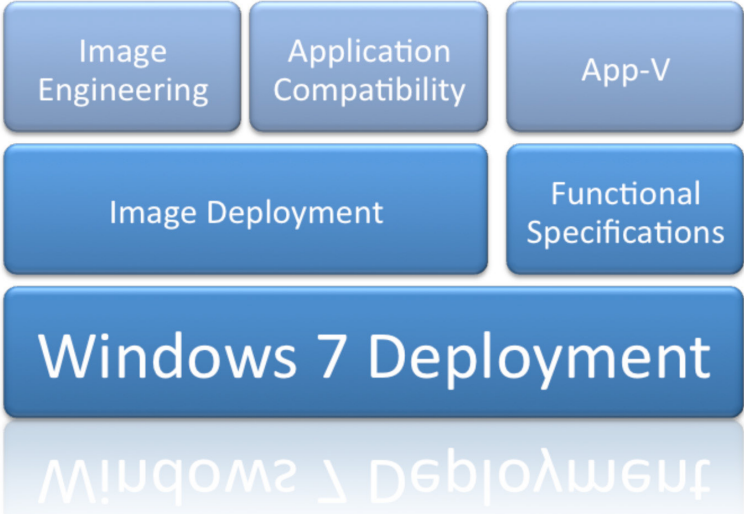 Image
Engineering
Application
Compatibility
App-V
Image Deployment
Functional
Specifications
Windows 7 Deployment